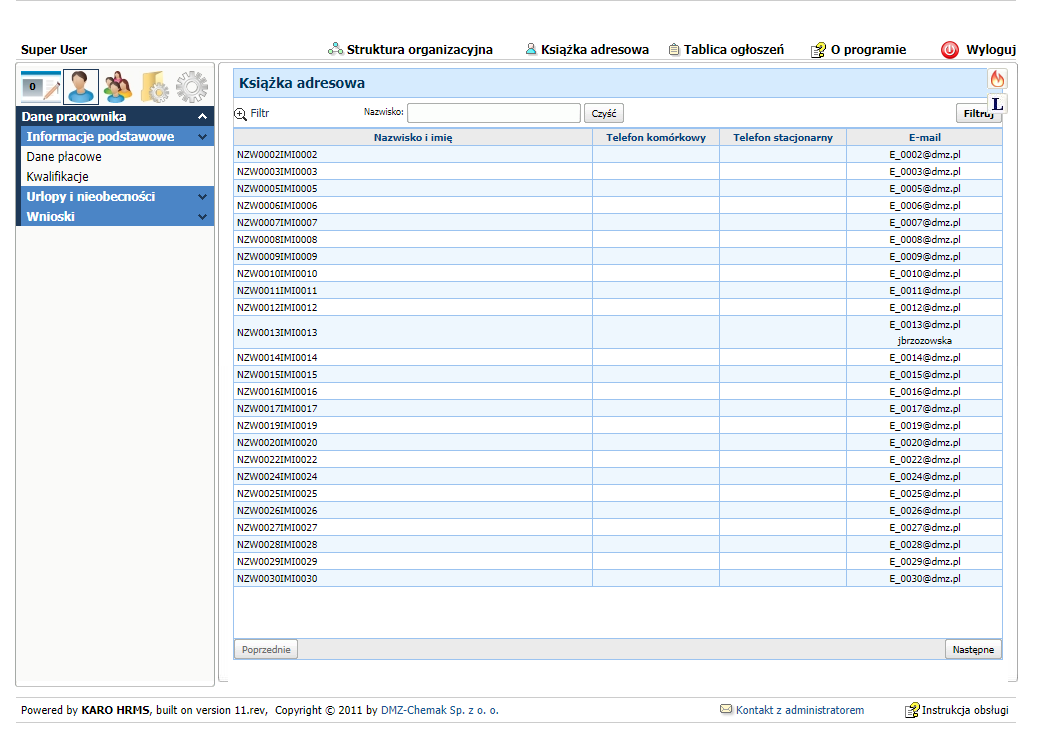 Super User Struktura organizacyjna Książka adresowa Tablica ogłoszeń O programie Wyloguj
0
Dane pracownika
Informacje podstawowe
Dane płacowe
Kwalifikacje
Urlopy i nieobecności
Wnioski
Książka adresowa
L
Filtr Nazwisko: Czyść Filtruj
Nazwisko i imię Telefon komórkowy Telefon stacjonarny E-mail
NZW0002IMI0002 E_0002@dmz.pl
NZW0003IMI0003 E_0003@dmz.pl
NZW0005IMI0005 E_0005@dmz.pl
NZW0006IMI0006 E_0006@dmz.pl
NZW0007IMI0007 E_0007@dmz.pl
NZW0008IMI0008 E_0008@dmz.pl
NZW0009IMI0009 E_0009@dmz.pl
NZW0010IMI0010 E_0010@dmz.pl
NZW0011IMI0011 E_0011@dmz.pl
NZW0012IMI0012 E_0012@dmz.pl
NZW0013IMI0013 E_0013@dmz.pl
jbrzozowska
NZW0014IMI0014 E_0014@dmz.pl
NZW0015IMI0015 E_0015@dmz.pl
NZW0016IMI0016 E_0016@dmz.pl
NZW0017IMI0017 E_0017@dmz.pl
NZW0019IMI0019 E_0019@dmz.pl
NZW0020IMI0020 E_0020@dmz.pl
NZW0022IMI0022 E_0022@dmz.pl
NZW0024IMI0024 E_0024@dmz.pl
NZW0025IMI0025 E_0025@dmz.pl
NZW0026IMI0026 E_0026@dmz.pl
NZW0027IMI0027 E_0027@dmz.pl
NZW0028IMI0028 E_0028@dmz.pl
NZW0029IMI0029 E_0029@dmz.pl
NZW0030IMI0030 E_0030@dmz.pl
Poprzednie Następne
Powered by KARO HRMS, built on version 11.rev, Copyright © 2011 by DMZ-Chemak Sp. z o. o. Kontakt z administratorem Instrukcja obsługi